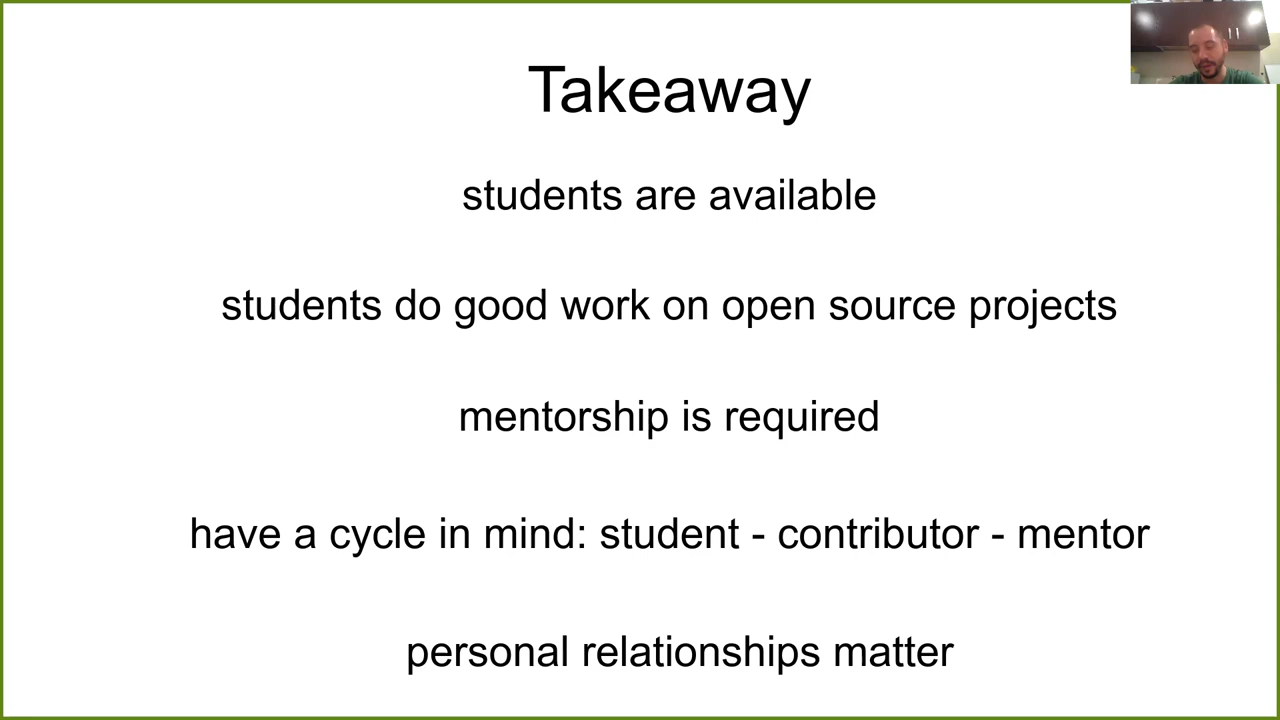 Takeaway
students are available
students do good work on open source projects
mentorship is required
have a cycle in mind: student - contributor - mentor
personal relationships matter